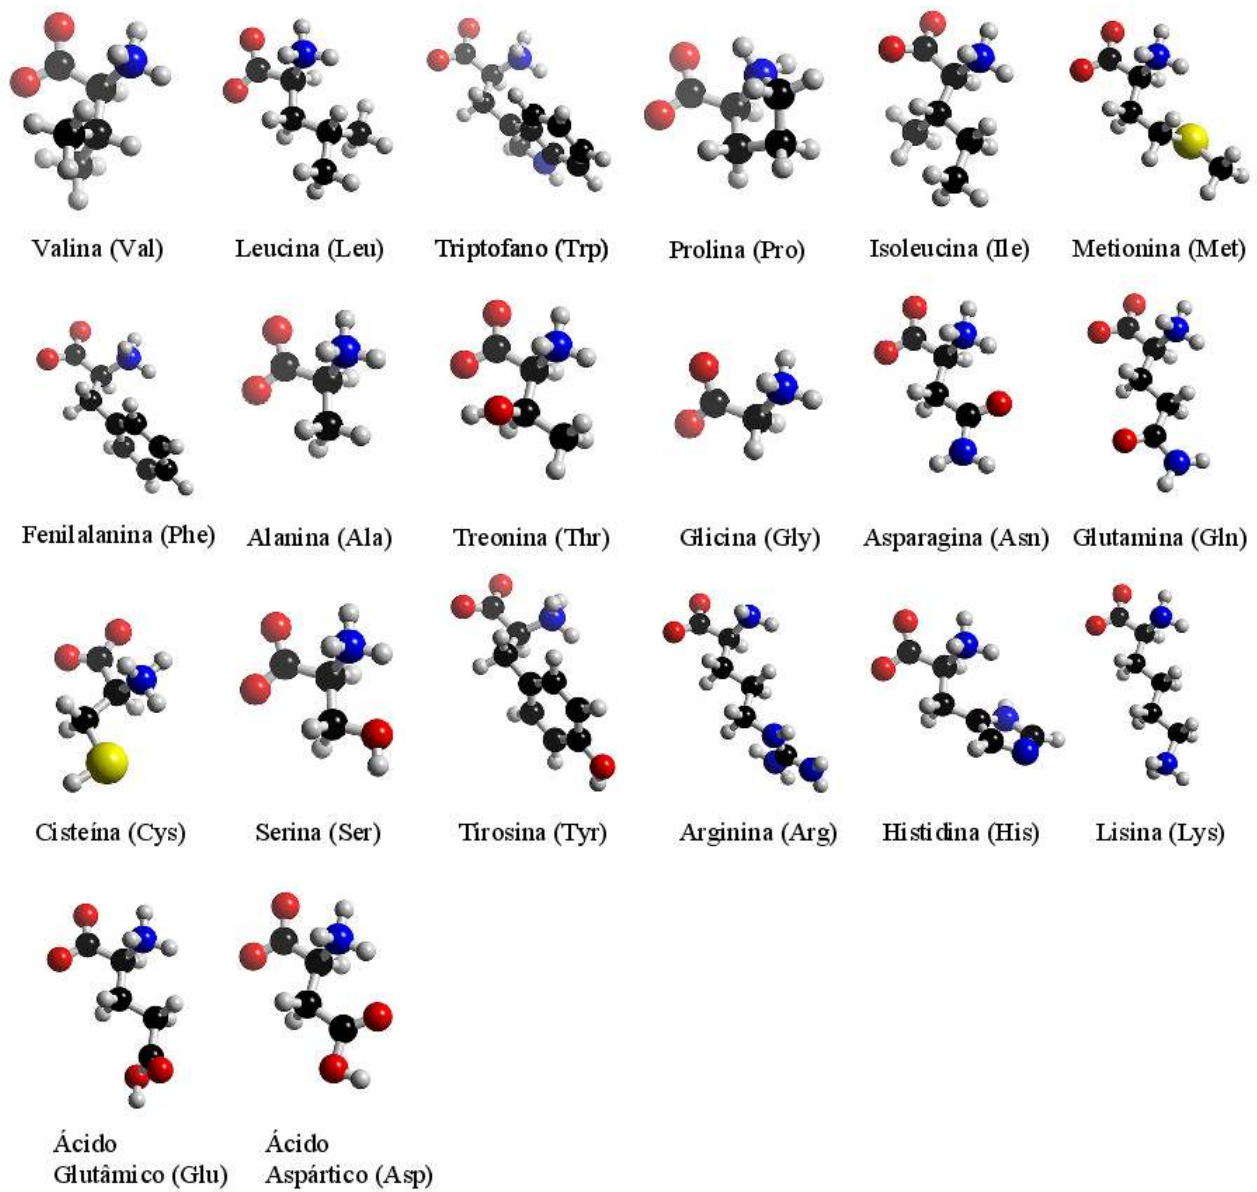 Valina (Val)
Leucina (Leu)
Triptofano (Trp)
Prolina (Pro)
Isoleucina (Ile)
Metionina (Met)
Fenilalanina (Phe)
Alanina (Ala)
Treonina (Thr)
Glicina (Gly)
Asparagina (Asn)
Glutamina (Gln)
Cisteína (Cys)
Serina (Ser)
Tirosina (Tyr)
Arginina (Arg)
Histidina (His)
Lisina (Lys)
Ácido
Glutâmico (Glu)
Ácido
Aspártico (Asp)